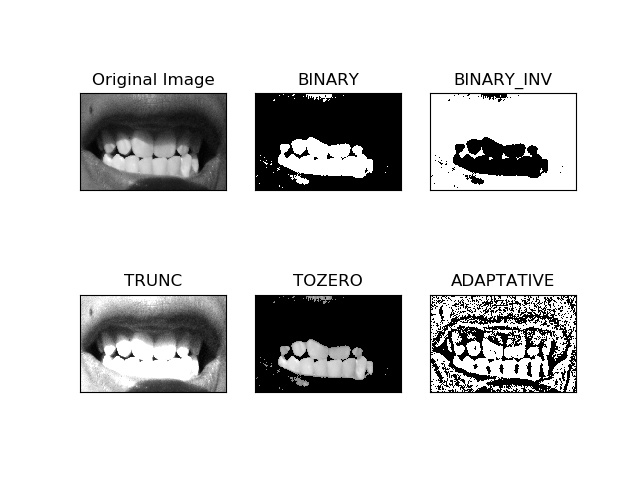 Original Image
BINARY
BINARY_INV
TRUNC
TOZERO
ADAPTATIVE